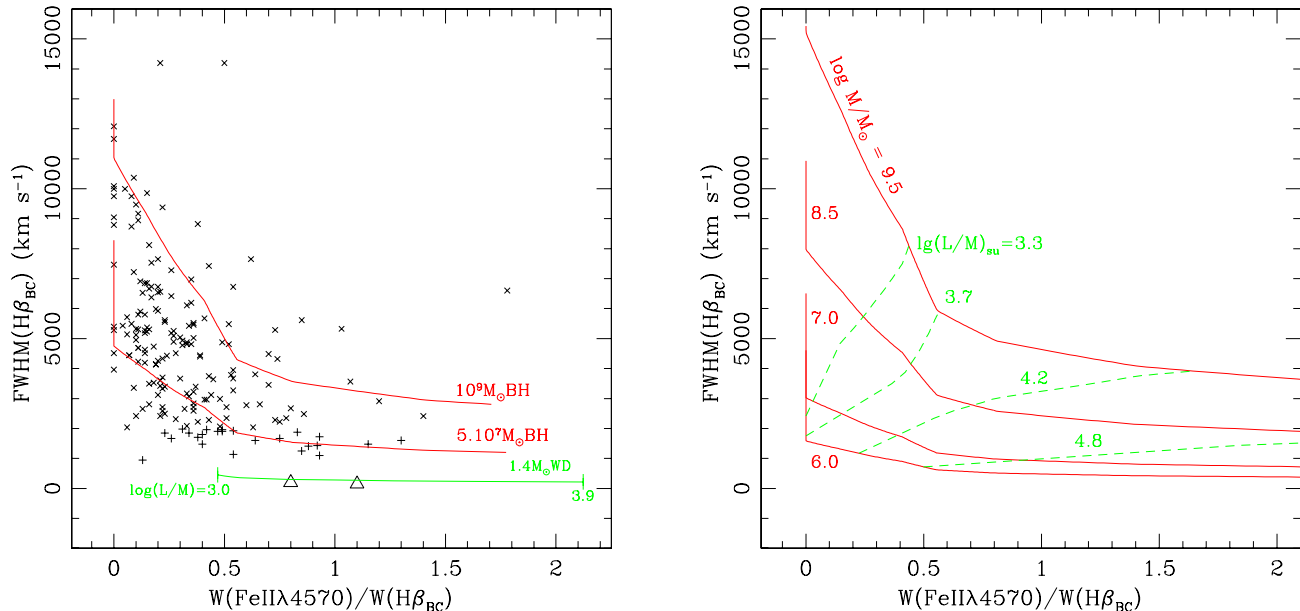 15000
10000
5000
0
FWHM(Hβ_BC) (km s⁻¹)
10⁹M⊙BH
5.10⁷M⊙BH
1.4M⊙WD
log(L/M)=3.0
3.9
0 0.5 1 1.5 2
W(FeIIλ4570)/W(Hβ_BC)
15000
10000
5000
0
FWHM(Hβ_BC) (km s⁻¹)
log M/M⊙ = 9.5
8.5
lg(L/M)_su=3.3
3.7
7.0
4.2
4.8
6.0
0 0.5 1 1.5 2
W(FeIIλ4570)/W(Hβ_BC)